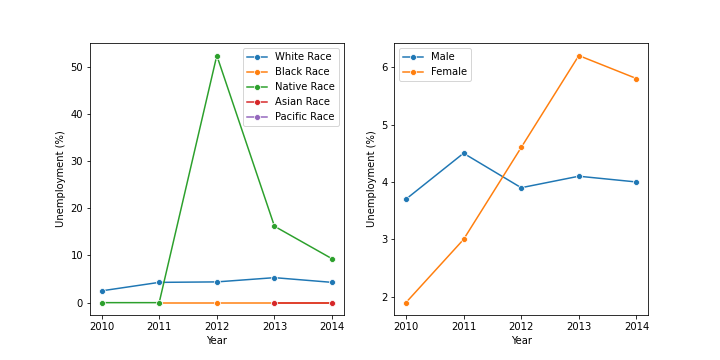 White Race
Black Race
Native Race
Asian Race
Pacific Race
50
40
30
20
10
0
Unemployment (%)
2010 2011 2012 2013 2014
Year
Male
Female
6
5
4
3
2
Unemployment (%)
2010 2011 2012 2013 2014
Year